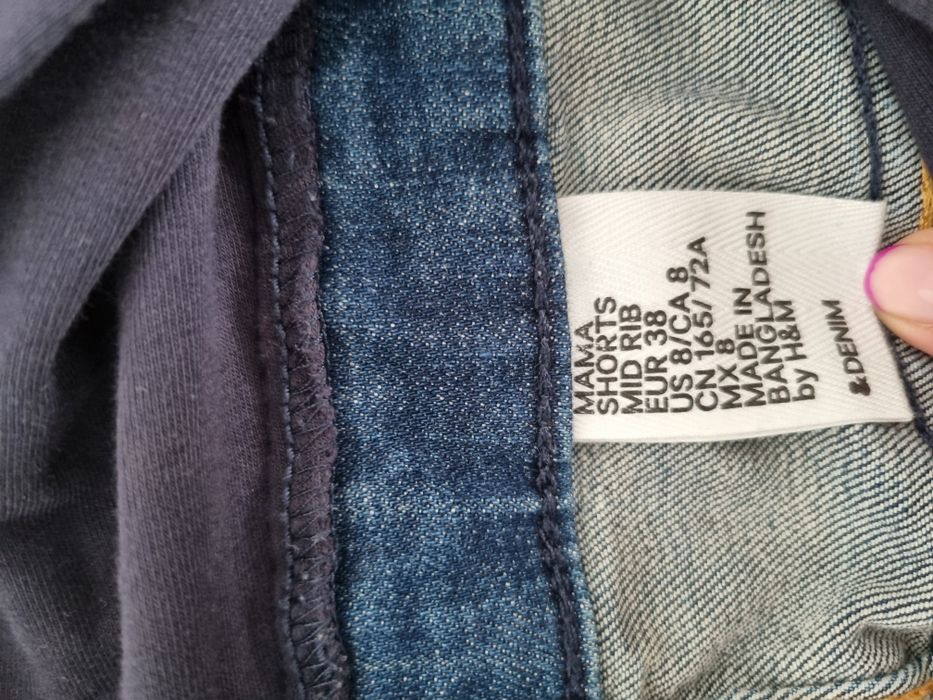 MAMA
SHORTS
MID RIB
EUR 38
US 8/CA 8
CN 165/ 72A
MX 8
MADE IN
BANGLADESH
by H&M
&DENIM